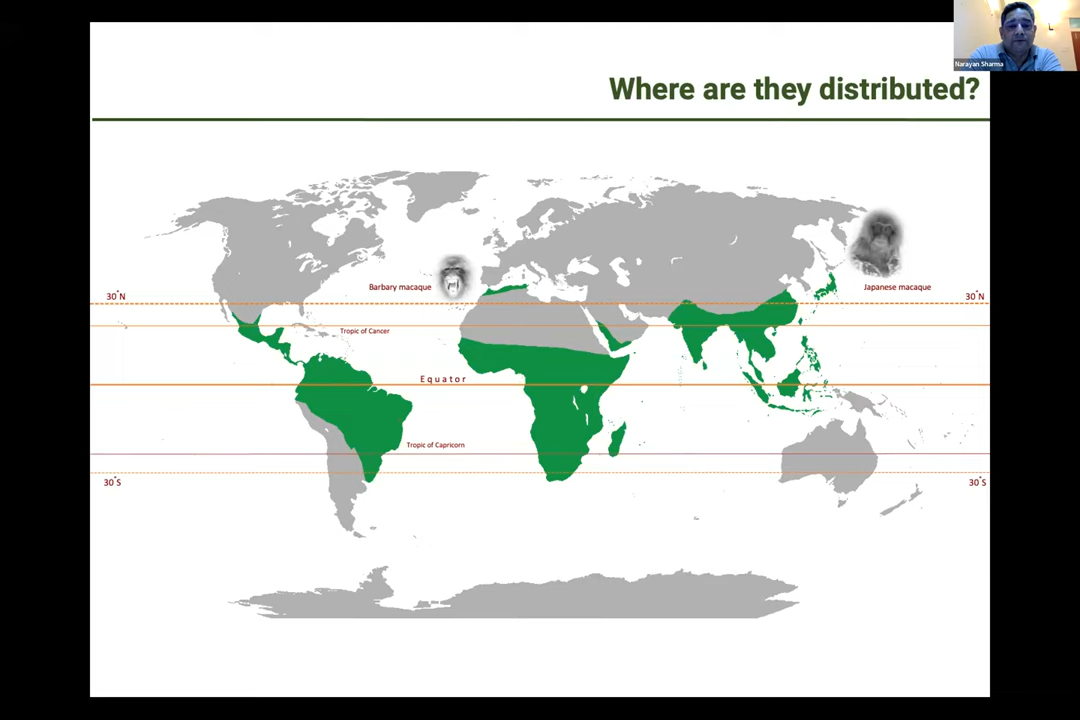 Narayan Sharma
Where are they distributed?
Barbary macaque
Japanese macaque
30°N
30°N
Tropic of Cancer
Equator
Tropic of Capricorn
30°S
30°S